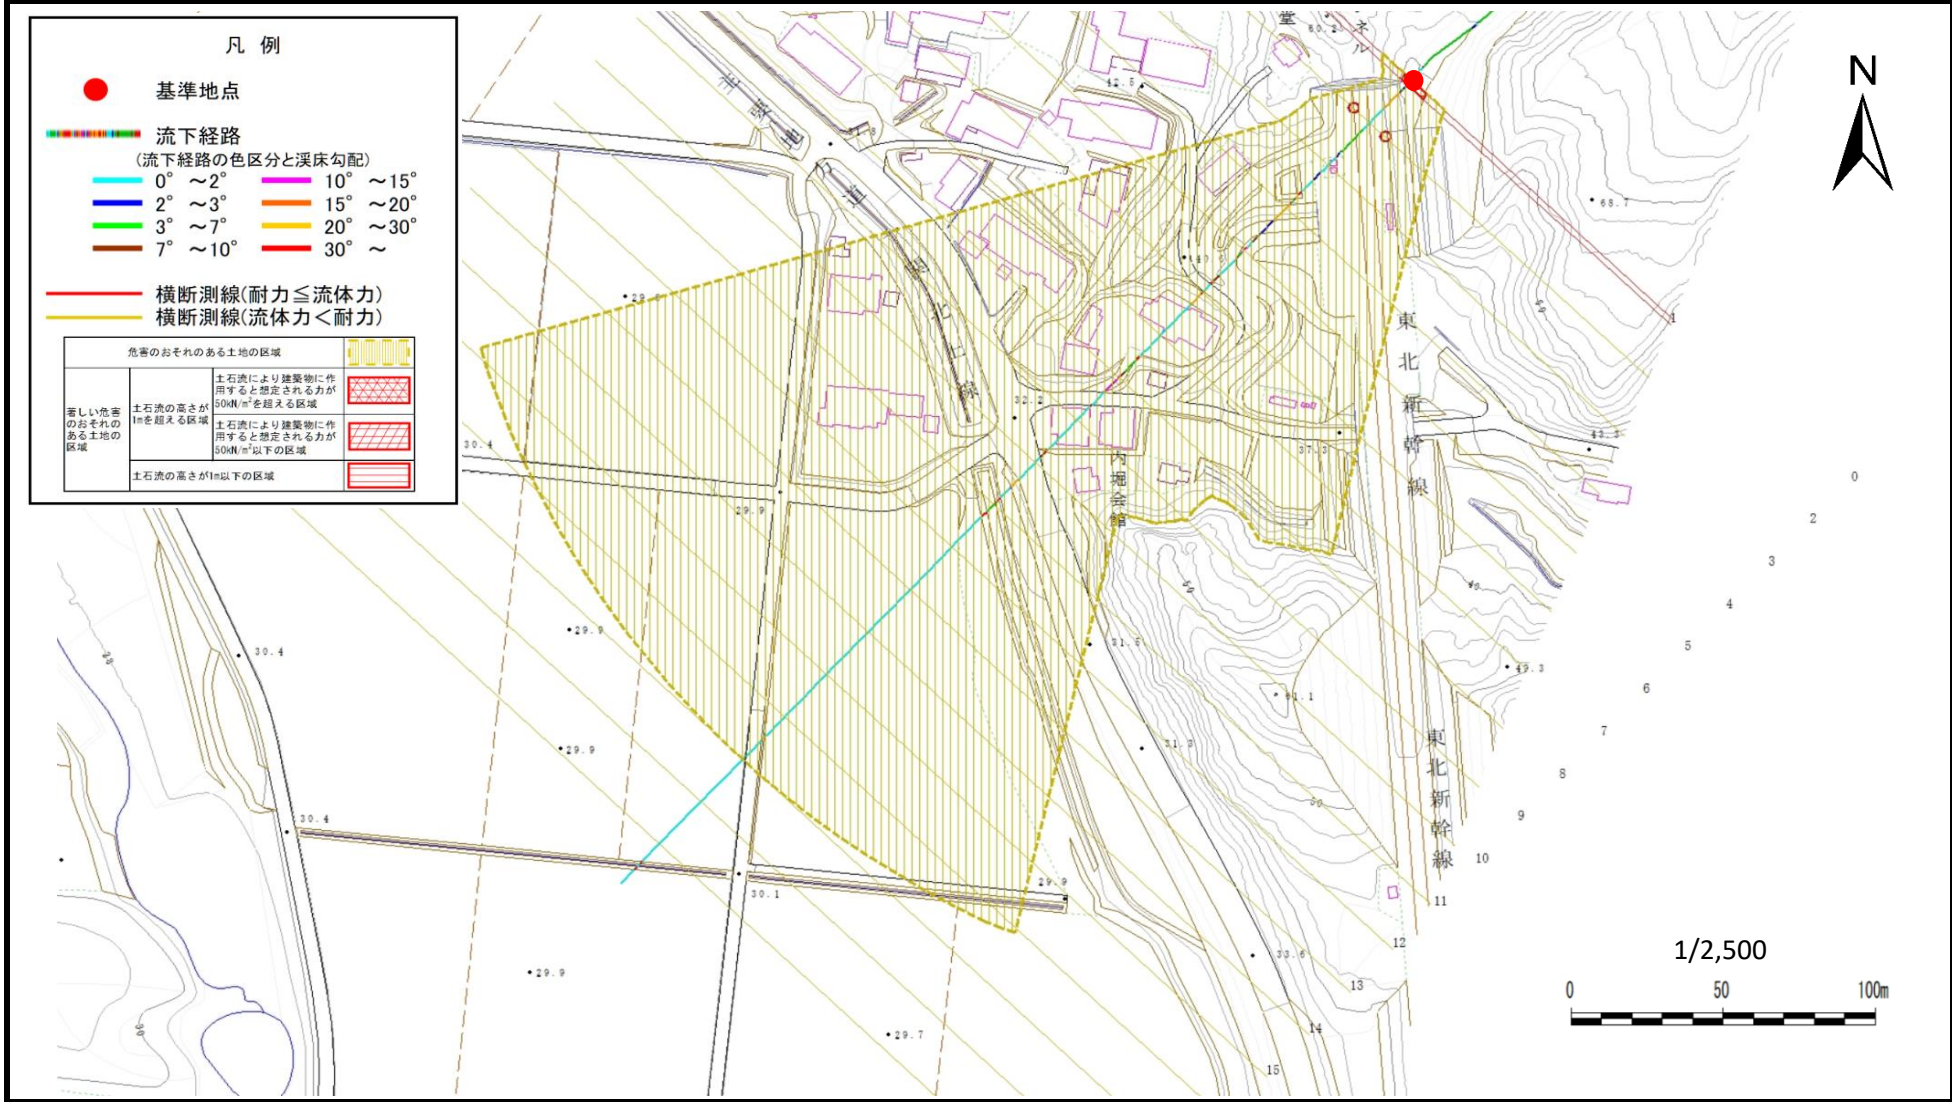 凡 例
基準地点
流下経路
(流下経路の色区分と渓床勾配)
0° ～2°
10° ～15°
2° ～3°
15° ～20°
3° ～7°
20° ～30°
7° ～10°
30° ～
横断測線(耐力≦流体力)
横断測線(流体力＜耐力)
危害のおそれのある土地の区域
著しい危害
のおそれの
ある土地の
区域
土石流の高さが
1mを超える区域
土石流により建築物に作
用すると想定される力が
50kN/m²を超える区域
土石流により建築物に作
用すると想定される力が
50kN/m²以下の区域
土石流の高さが1m以下の区域
N
堂
ネル
42.5
68.7
32.2
37.3
43.3
30.4
29.9
内堀会館
東北新幹線
30.4
29.9
31.5
49.3
61.1
29.9
31.3
東北新幹線
30.4
30.1
29.9
33.6
29.9
29.7
1
0
2
3
4
5
6
7
8
9
10
11
12
13
14
15
1/2,500
0
50
100m